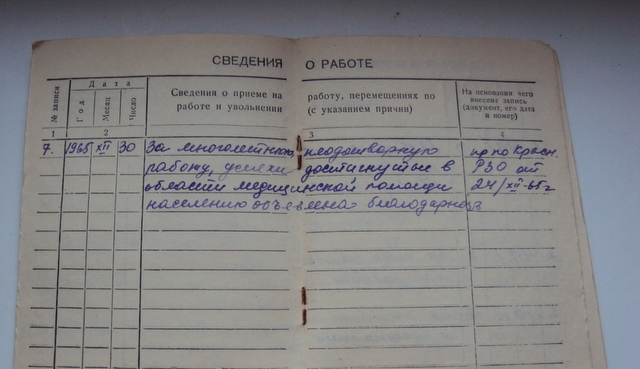 СВЕДЕНИЯ О РАБОТЕ
№ записи
Дата
Год
Месяц
Число
Сведения о приеме на работу, перемещениях по
работе и увольнении (с указанием причин)
На основании чего
внесена запись
(документ, его дата
и номер)
1 2 3 4
7. 1965 XII 30 За многолетнюю, плодотворную пр по Красн.
работу, успехи достигнутые в РЗО от
области медицинской помощи 24/XII-65г
населению объявлена благодарность